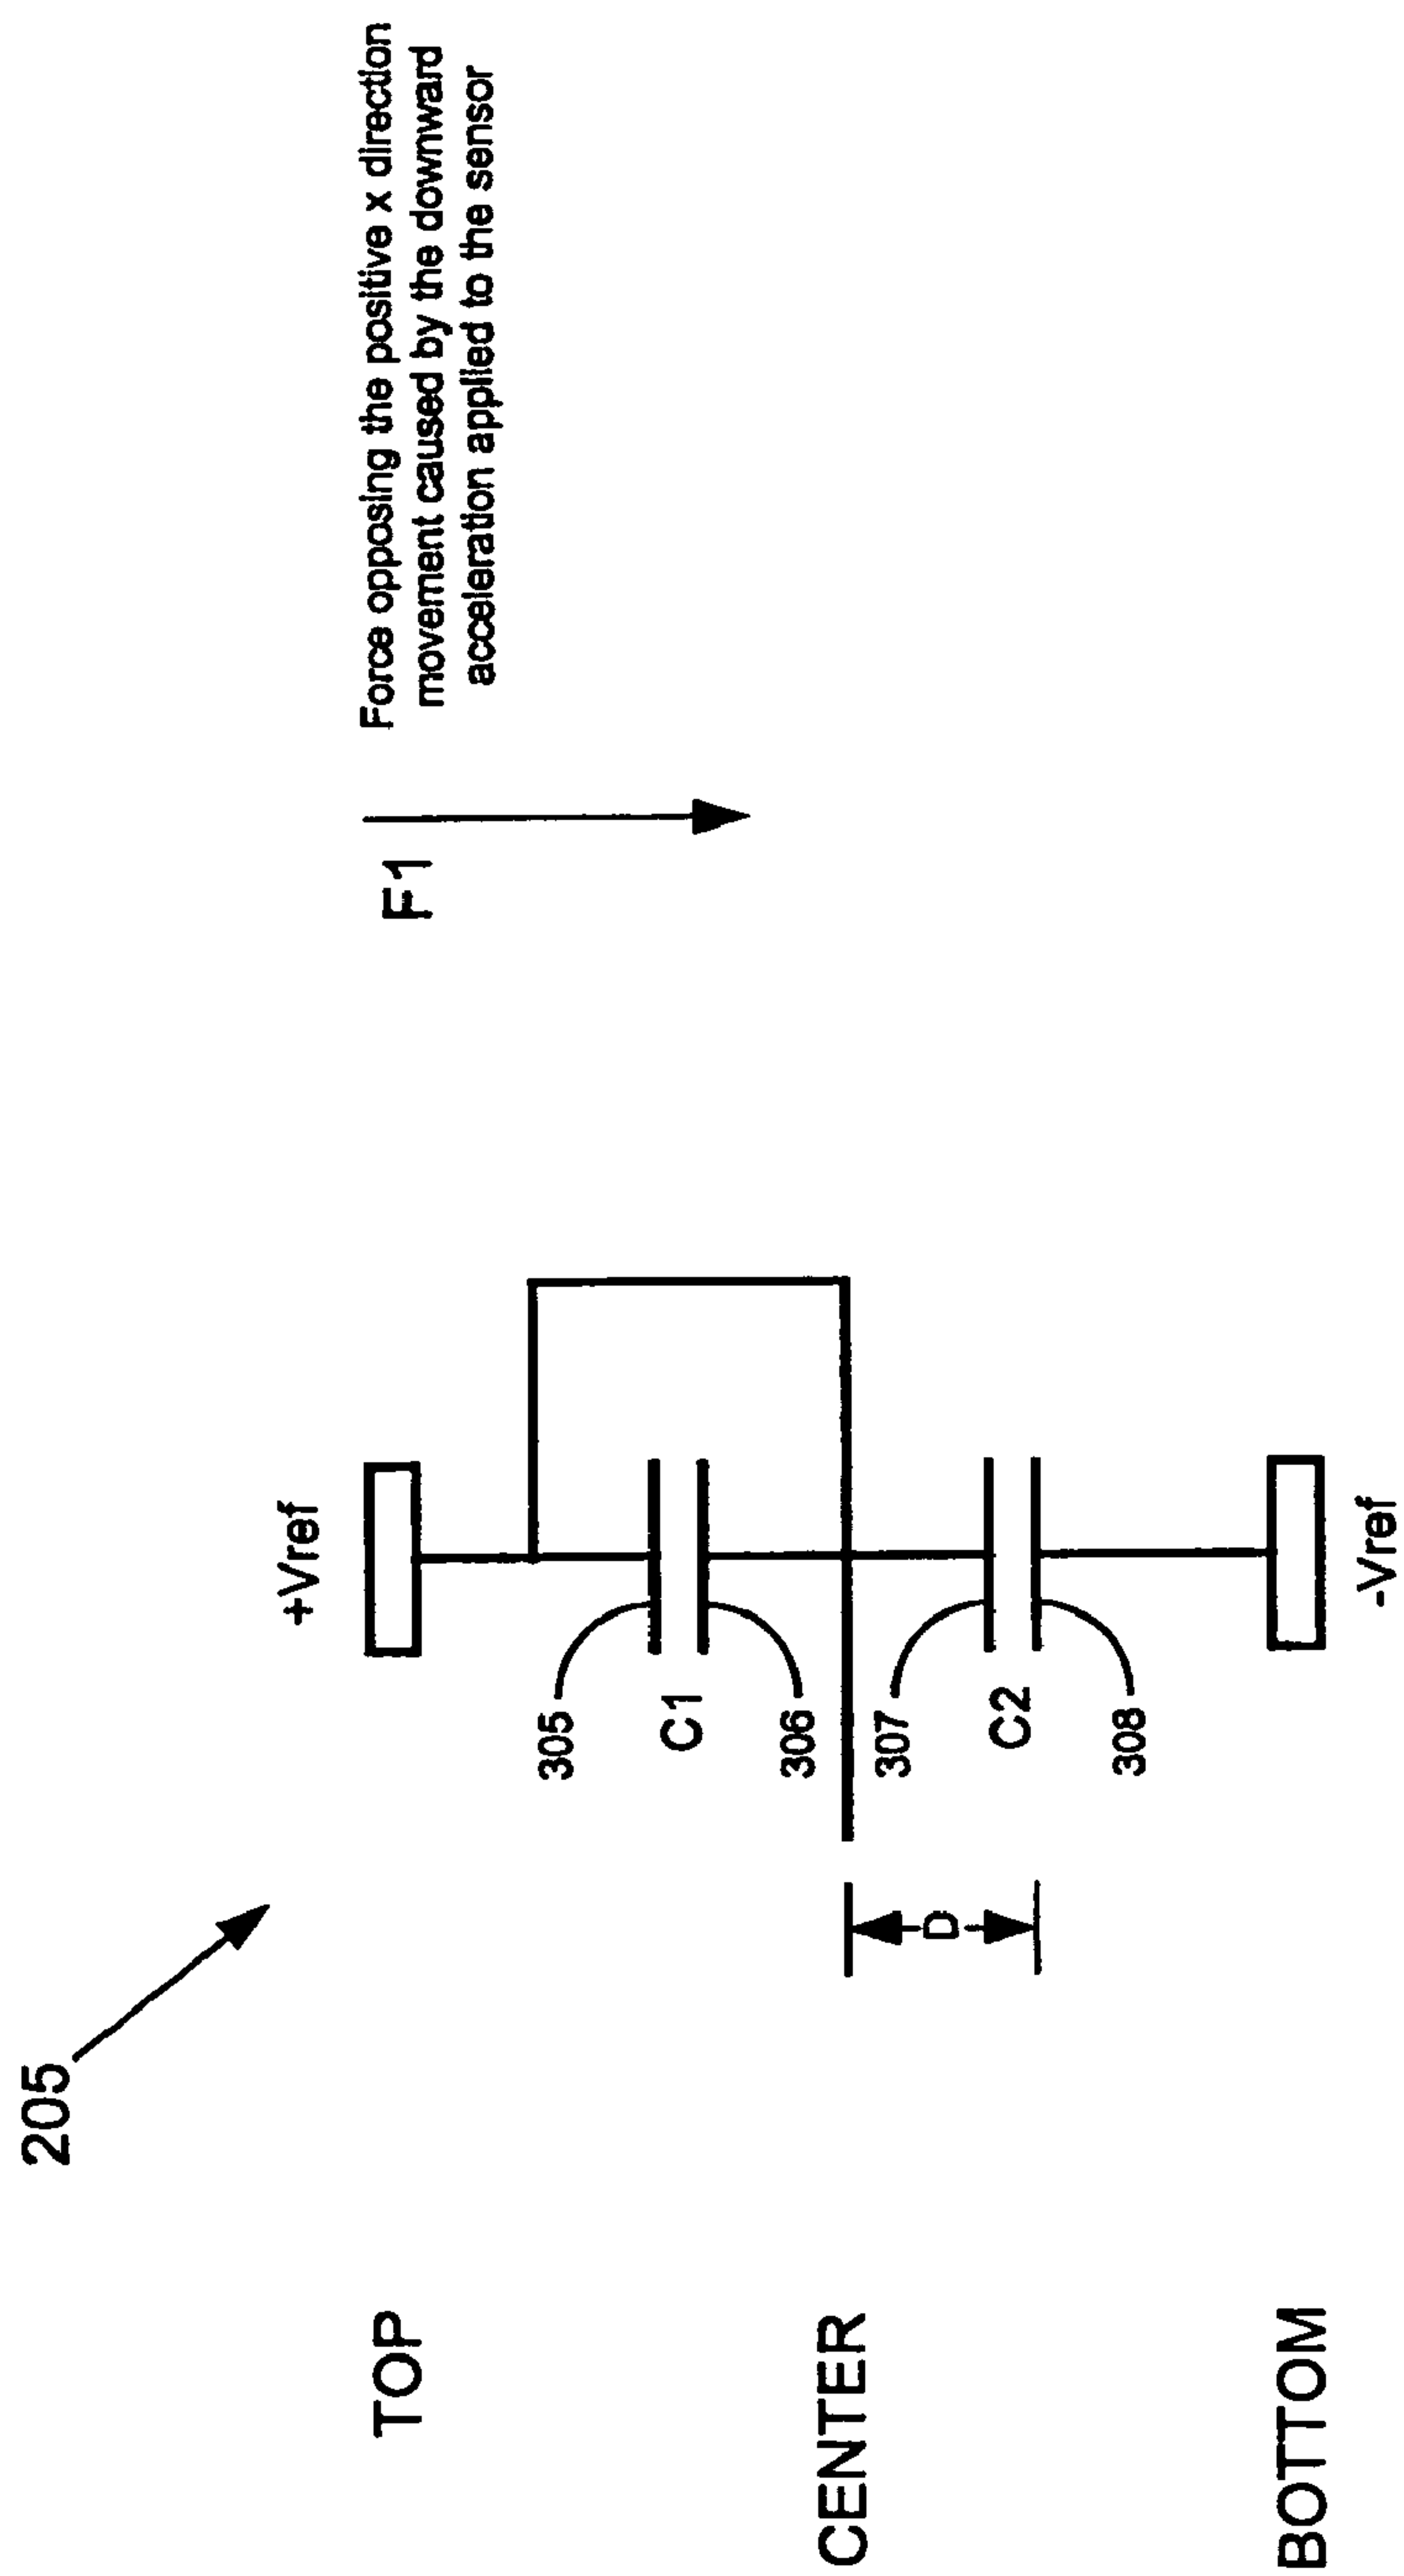 205
TOP
CENTER
BOTTOM
+Vref
305
C1
306
307
C2
308
D
-Vref
F1
Force opposing the positive x direction
movement caused by the downward
acceleration applied to the sensor